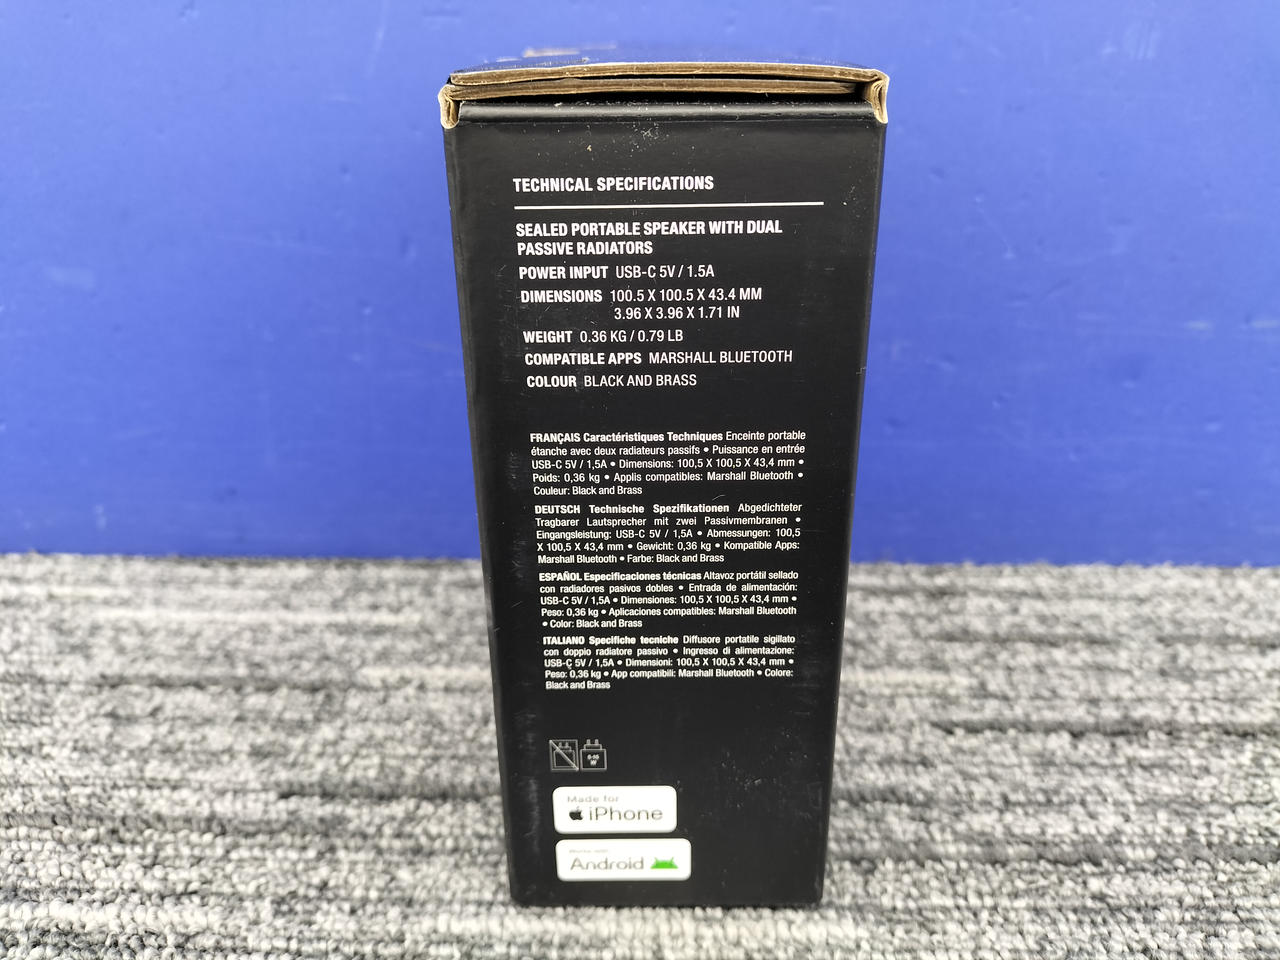 TECHNICAL SPECIFICATIONS
SEALED PORTABLE SPEAKER WITH DUAL
PASSIVE RADIATORS
POWER INPUT USB-C 5V / 1.5A
DIMENSIONS 100.5 X 100.5 X 43.4 MM
3.96 X 3.96 X 1.71 IN
WEIGHT 0.36 KG / 0.79 LB
COMPATIBLE APPS MARSHALL BLUETOOTH
COLOUR BLACK AND BRASS
FRANÇAIS Caractéristiques Techniques Enceinte portable
étanche avec deux radiateurs passifs • Puissance en entrée
USB-C 5V / 1,5A • Dimensions: 100,5 X 100,5 X 43,4 mm •
Poids: 0,36 kg • Applis compatibles: Marshall Bluetooth •
Couleur: Black and Brass
DEUTSCH Technische Spezifikationen Abgedichteter
Tragbarer Lautsprecher mit zwei Passivmembranen •
Eingangsleistung: USB-C 5V / 1,5A • Abmessungen: 100,5
X 100,5 X 43,4 mm • Gewicht: 0,36 kg • Kompatible Apps:
Marshall Bluetooth • Farbe: Black and Brass
ESPAÑOL Especificaciones técnicas Altavoz portátil sellado
con radiadores pasivos dobles • Entrada de alimentación:
USB-C 5V / 1,5A • Dimensiones: 100,5 X 100,5 X 43,4 mm •
Peso: 0,36 kg • Aplicaciones compatibles: Marshall Bluetooth
• Color: Black and Brass
ITALIANO Specifiche tecniche Diffusore portatile sigillato
con doppio radiatore passivo • Ingresso di alimentazione:
USB-C 5V / 1,5A • Dimensioni: 100,5 X 100,5 X 43,4 mm •
Peso: 0,36 kg • App compatibili: Marshall Bluetooth • Colore:
Black and Brass
W
Made for
iPhone
Works with
Android